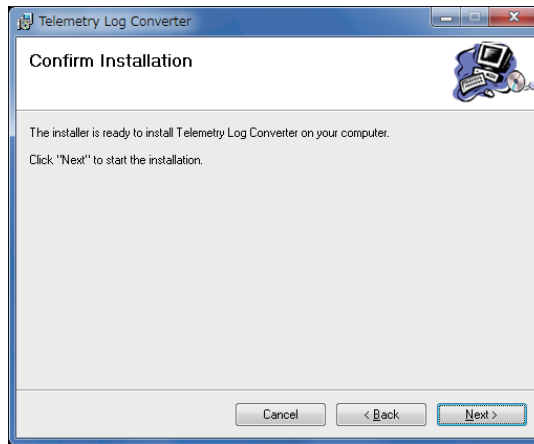 Telemetry Log Converter
Confirm Installation
The installer is ready to install Telemetry Log Converter on your computer.
Click "Next" to start the installation.
Cancel
< Back
Next >